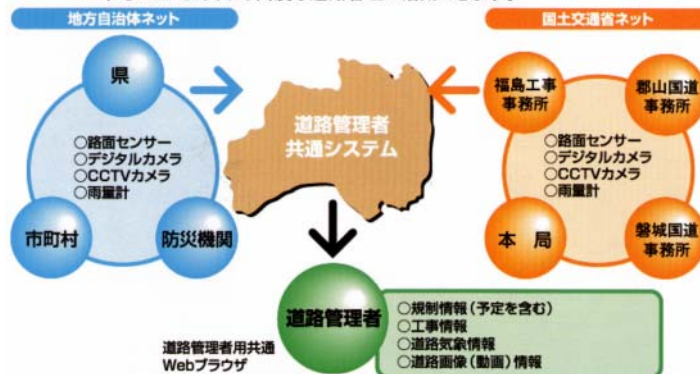 地方自治体ネット
国土交通省ネット
県
市町村
防災機関
○路面センサー
○デジタルカメラ
○CCTVカメラ
○雨量計
道路管理者
共通システム
福島工事
事務所
郡山国道
事務所
○路面センサー
○デジタルカメラ
○CCTVカメラ
○雨量計
本局
磐城国道
事務所
道路管理者
○規制情報(予定を含む)
○工事情報
○道路気象情報
○道路画像(動画)情報
道路管理者用共通
Webブラウザ